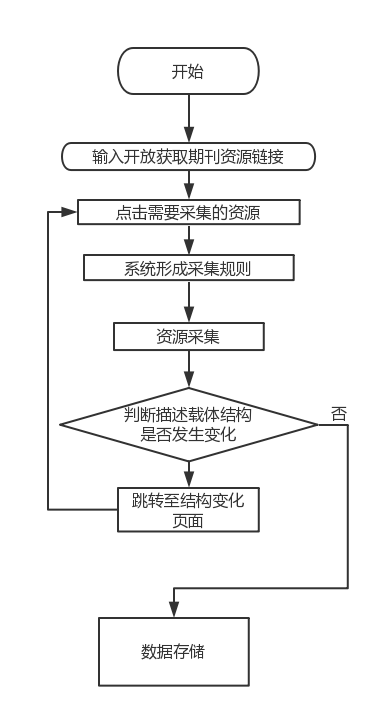 开始
输入开放获取期刊资源链接
点击需要采集的资源
系统形成采集规则
资源采集
判断描述载体结构
是否发生变化
否
跳转至结构变化
页面
数据存储